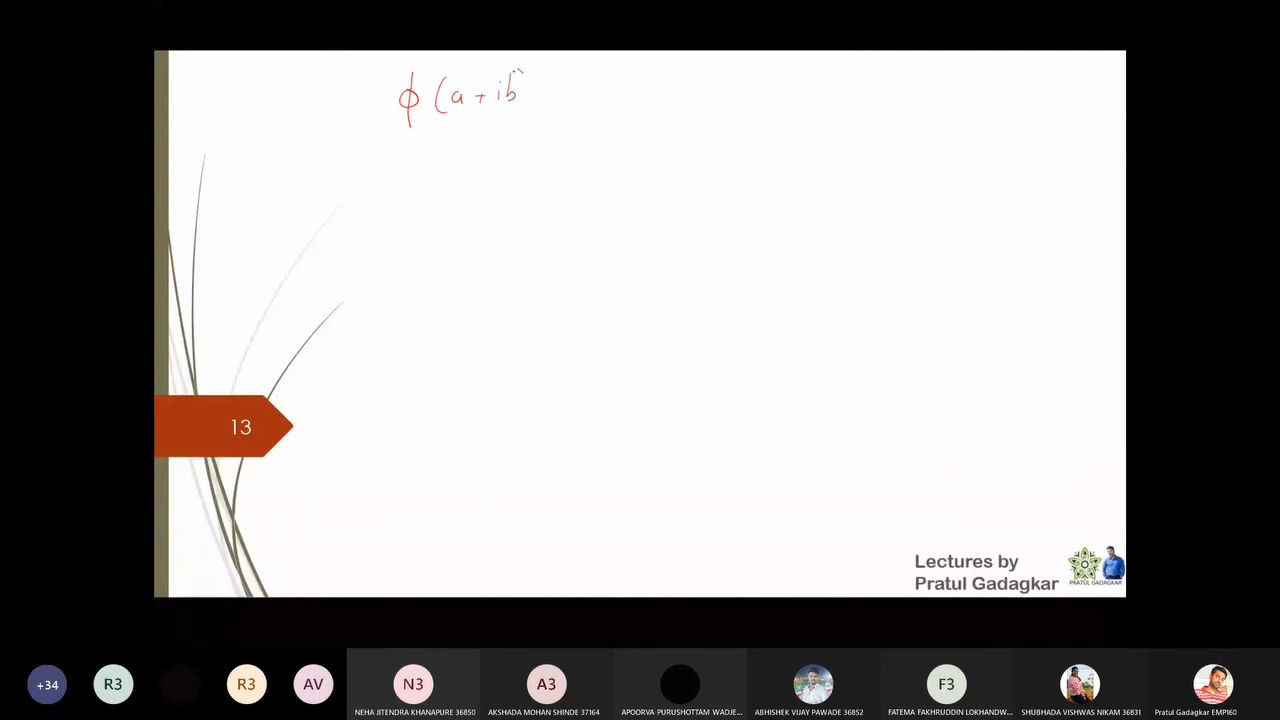 ϕ (a + ib
13
Lectures by
Pratul Gadagkar
PRATUL GADAGKAR
+34
R3
R3
AV
N3
A3
F3
NEHA JITENDRA KHANAPURE 36850
AKSHADA MOHAN SHINDE 37164
APOORVA PURUSHOTTAM WADJE...
ABHISHEK VIJAY PAWADE 36852
FATEMA FAKHRUDDIN LOKHANDW...
SHUBHADA VISHWAS NIKAM 36831
Pratul Gadagkar EMP160